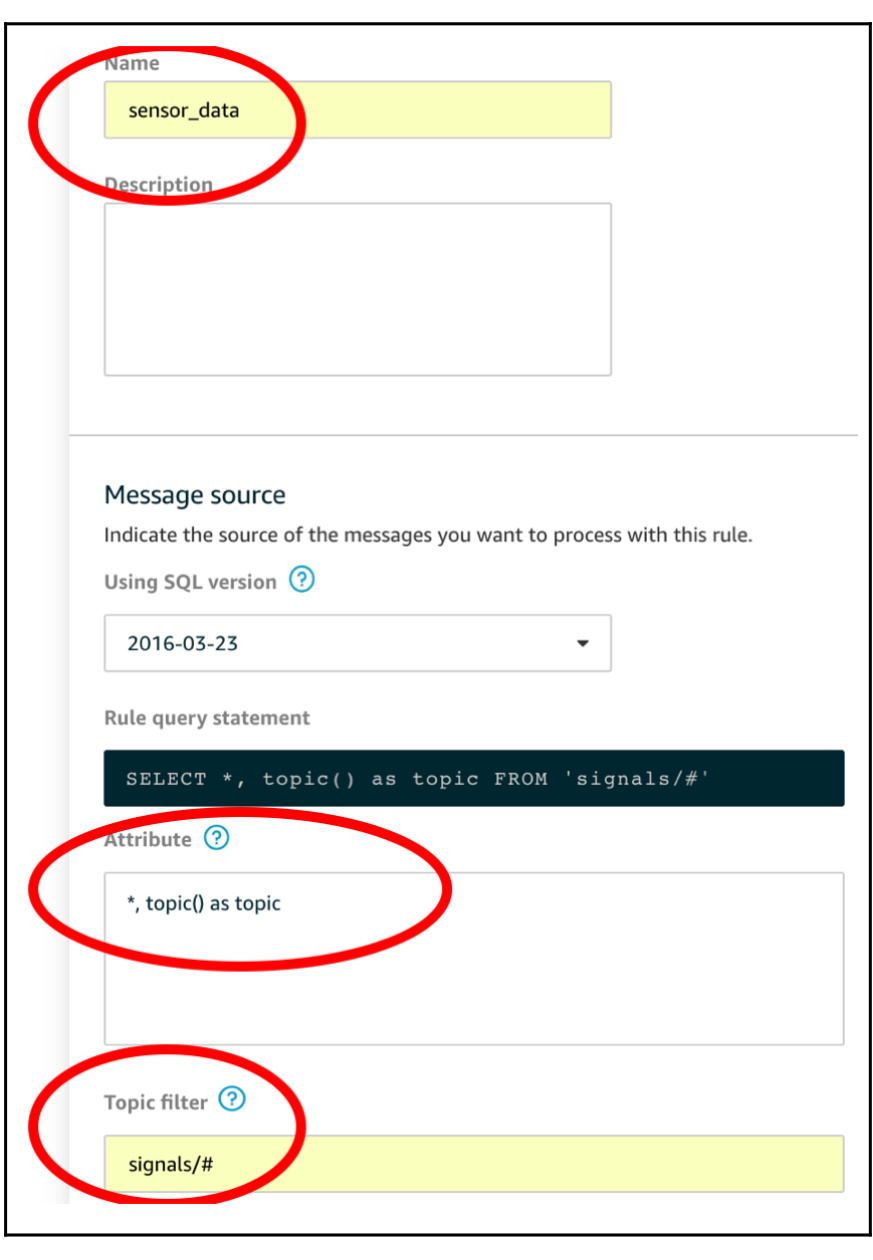 Name
sensor_data
Description
Message source
Indicate the source of the messages you want to process with this rule.
Using SQL version ?
2016-03-23
Rule query statement
SELECT *, topic() as topic FROM 'signals/#'
Attribute ?
*, topic() as topic
Topic filter ?
signals/#